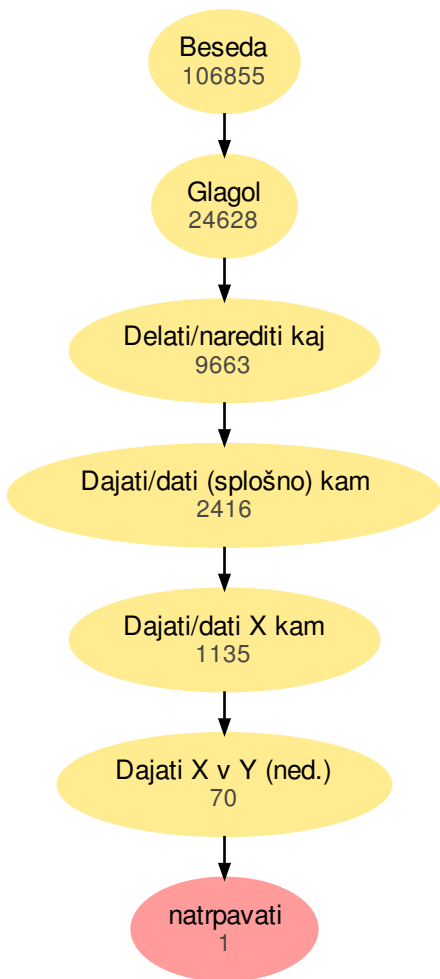 Beseda
106855
Glagol
24628
Delati/narediti kaj
9663
Dajati/dati (splošno) kam
2416
Dajati/dati X kam
1135
Dajati X v Y (ned.)
70
natrpavati
1